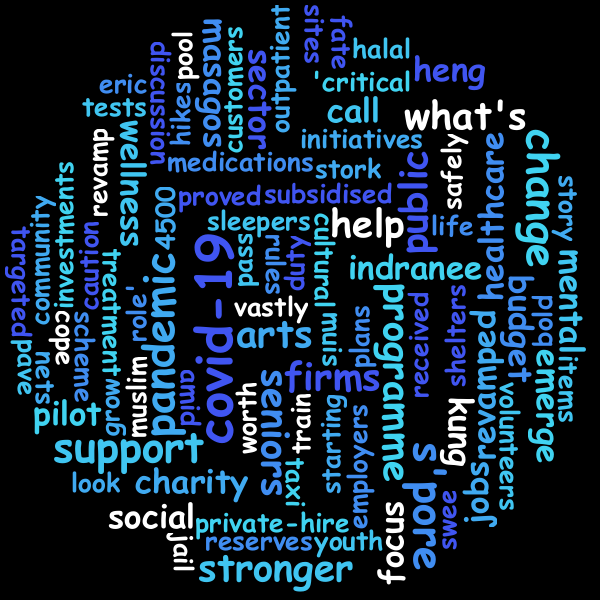 sites
fate
halal
heng
pool
masagos
customers
sector
outpatient
discussion
hikes
eric
'critical
tests
call
what's
initiatives
wellness
revamp
medications
stork
public
safely
healthcare
change
story
4500
proved
subsidised
sleepers
cultural
help
life
investments
community
targeted
caution
treatment
pandemic
covid-19
pass
rules
duty
indranee
mental
vastly
arts
muis
plans
programme
received
shelters
budget
plog
items
cope
scheme
role'
muslim
pave
nets
grow
amid
firms
seniors
worth
train
starting
employers
kung
revamped
volunteers
emerge
pilot
support
look
charity
taxi
focus
s'pore
swee
jobs
social
jail
private-hire
reserves
youth
stronger